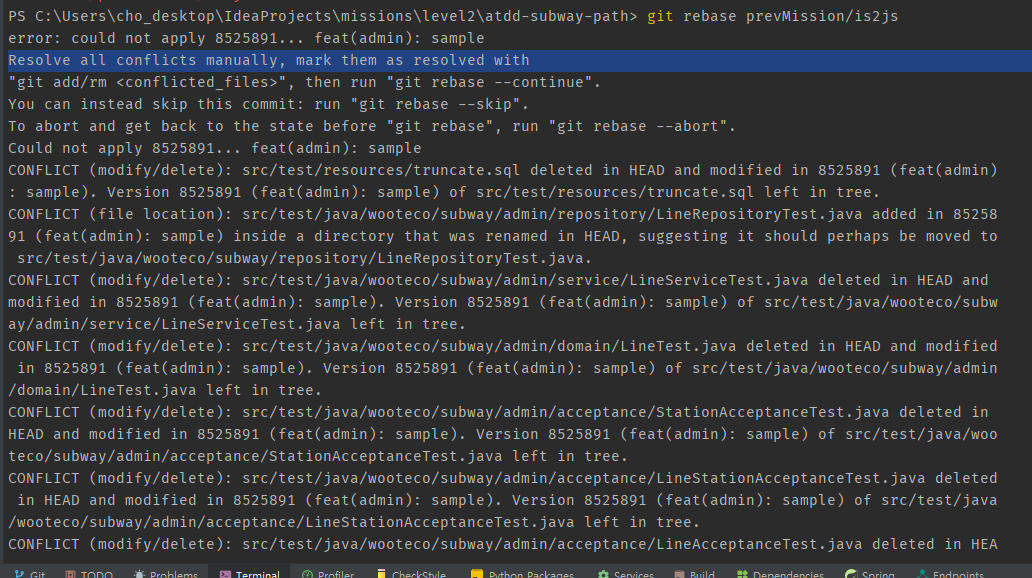 PS C:\Users\cho_desktop\IdeaProjects\missions\level2\atdd-subway-path> git rebase prevMission/is2js
error: could not apply 8525891... feat(admin): sample
Resolve all conflicts manually, mark them as resolved with
"git add/rm <conflicted_files>", then run "git rebase --continue".
You can instead skip this commit: run "git rebase --skip".
To abort and get back to the state before "git rebase", run "git rebase --abort".
Could not apply 8525891... feat(admin): sample
CONFLICT (modify/delete): src/test/resources/truncate.sql deleted in HEAD and modified in 8525891 (feat(admin)
: sample). Version 8525891 (feat(admin): sample) of src/test/resources/truncate.sql left in tree.
CONFLICT (file location): src/test/java/wooteco/subway/admin/repository/LineRepositoryTest.java added in 85258
91 (feat(admin): sample) inside a directory that was renamed in HEAD, suggesting it should perhaps be moved to
 src/test/java/wooteco/subway/repository/LineRepositoryTest.java.
CONFLICT (modify/delete): src/test/java/wooteco/subway/admin/service/LineServiceTest.java deleted in HEAD and
modified in 8525891 (feat(admin): sample). Version 8525891 (feat(admin): sample) of src/test/java/wooteco/subw
ay/admin/service/LineServiceTest.java left in tree.
CONFLICT (modify/delete): src/test/java/wooteco/subway/admin/domain/LineTest.java deleted in HEAD and modified
 in 8525891 (feat(admin): sample). Version 8525891 (feat(admin): sample) of src/test/java/wooteco/subway/admin
/domain/LineTest.java left in tree.
CONFLICT (modify/delete): src/test/java/wooteco/subway/admin/acceptance/StationAcceptanceTest.java deleted in
HEAD and modified in 8525891 (feat(admin): sample). Version 8525891 (feat(admin): sample) of src/test/java/woo
teco/subway/admin/acceptance/StationAcceptanceTest.java left in tree.
CONFLICT (modify/delete): src/test/java/wooteco/subway/admin/acceptance/LineStationAcceptanceTest.java deleted
 in HEAD and modified in 8525891 (feat(admin): sample). Version 8525891 (feat(admin): sample) of src/test/java
/wooteco/subway/admin/acceptance/LineStationAcceptanceTest.java left in tree.
CONFLICT (modify/delete): src/test/java/wooteco/subway/admin/acceptance/LineAcceptanceTest.java deleted in HEA
Git TODO Problems Terminal Profiler CheckStyle Python Packages Services Build Dependencies Spring Endpoints